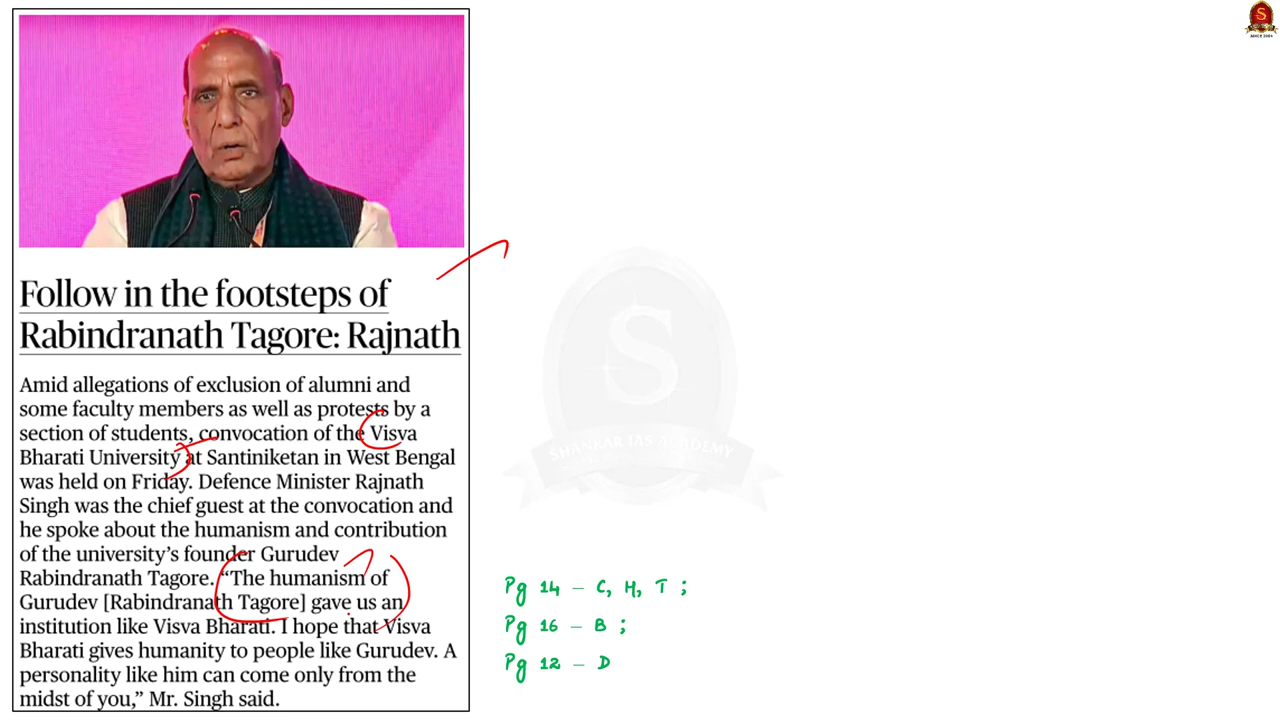 Follow in the footsteps of
Rabindranath Tagore: Rajnath
Amid allegations of exclusion of alumni and
some faculty members as well as protests by a
section of students, convocation of the Visva
Bharati University at Santiniketan in West Bengal
was held on Friday. Defence Minister Rajnath
Singh was the chief guest at the convocation and
he spoke about the humanism and contribution
of the university’s founder Gurudev
Rabindranath Tagore. “The humanism of
Gurudev [Rabindranath Tagore] gave us an
institution like Visva Bharati. I hope that Visva
Bharati gives humanity to people like Gurudev. A
personality like him can come only from the
midst of you,” Mr. Singh said.
S
SINCE 2004
S
SHANKAR IAS ACADEMY
Pg 14 – C, H, T ;
Pg 16 – B ;
Pg 12 – D